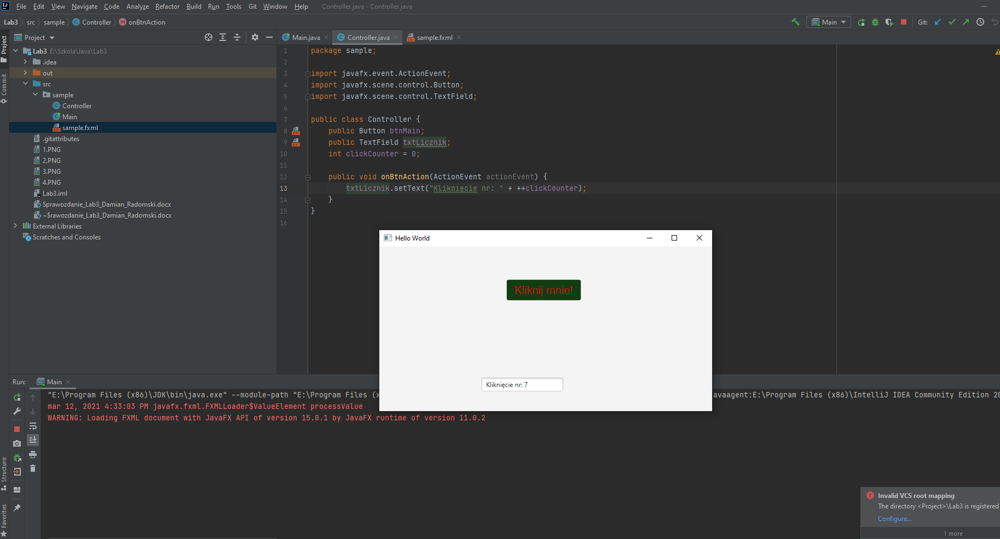 File Edit View Navigate Code Analyze Refactor Build Run Tools Git Window Help Controller.java - Controller.java
Lab3 src sample Controller onBtnAction
Main Git:
Project
Main.java Controller.java sample.fxml
Project
Commit
Lab3 E:\Szkola\Java\Lab3
.idea
out
src
sample
Controller
Main
sample.fxml
.gitattributes
1.PNG
2.PNG
3.PNG
4.PNG
Lab3.iml
Sprawozdanie_Lab3_Damian_Radomski.docx
~$rawozdanie_Lab3_Damian_Radomski.docx
External Libraries
Scratches and Consoles
1 package sample;
2
3 import javafx.event.ActionEvent;
4 import javafx.scene.control.Button;
5 import javafx.scene.control.TextField;
6
7 public class Controller {
8 public Button btnMain;
9 public TextField txtLicznik;
10 int clickCounter = 0;
11
12 public void onBtnAction(ActionEvent actionEvent) {
13 txtLicznik.setText("Kliknięcie nr: " + ++clickCounter);
14 }
15 }
16
Hello World
Kliknij mnie!
Kliknięcie nr: 7
Run: Main
"E:\Program Files (x86)\JDK\bin\java.exe" --module-path "E:\Program Files (x avaagent:E:\Program Files (x86)\IntelliJ IDEA Community Edition 20
mar 12, 2021 4:33:03 PM javafx.fxml.FXMLLoader$ValueElement processValue
WARNING: Loading FXML document with JavaFX API of version 15.0.1 by JavaFX runtime of version 11.0.2
Structure
Favorites
Invalid VCS root mapping
The directory <Project>\Lab3 is registered
Configure...
1 more